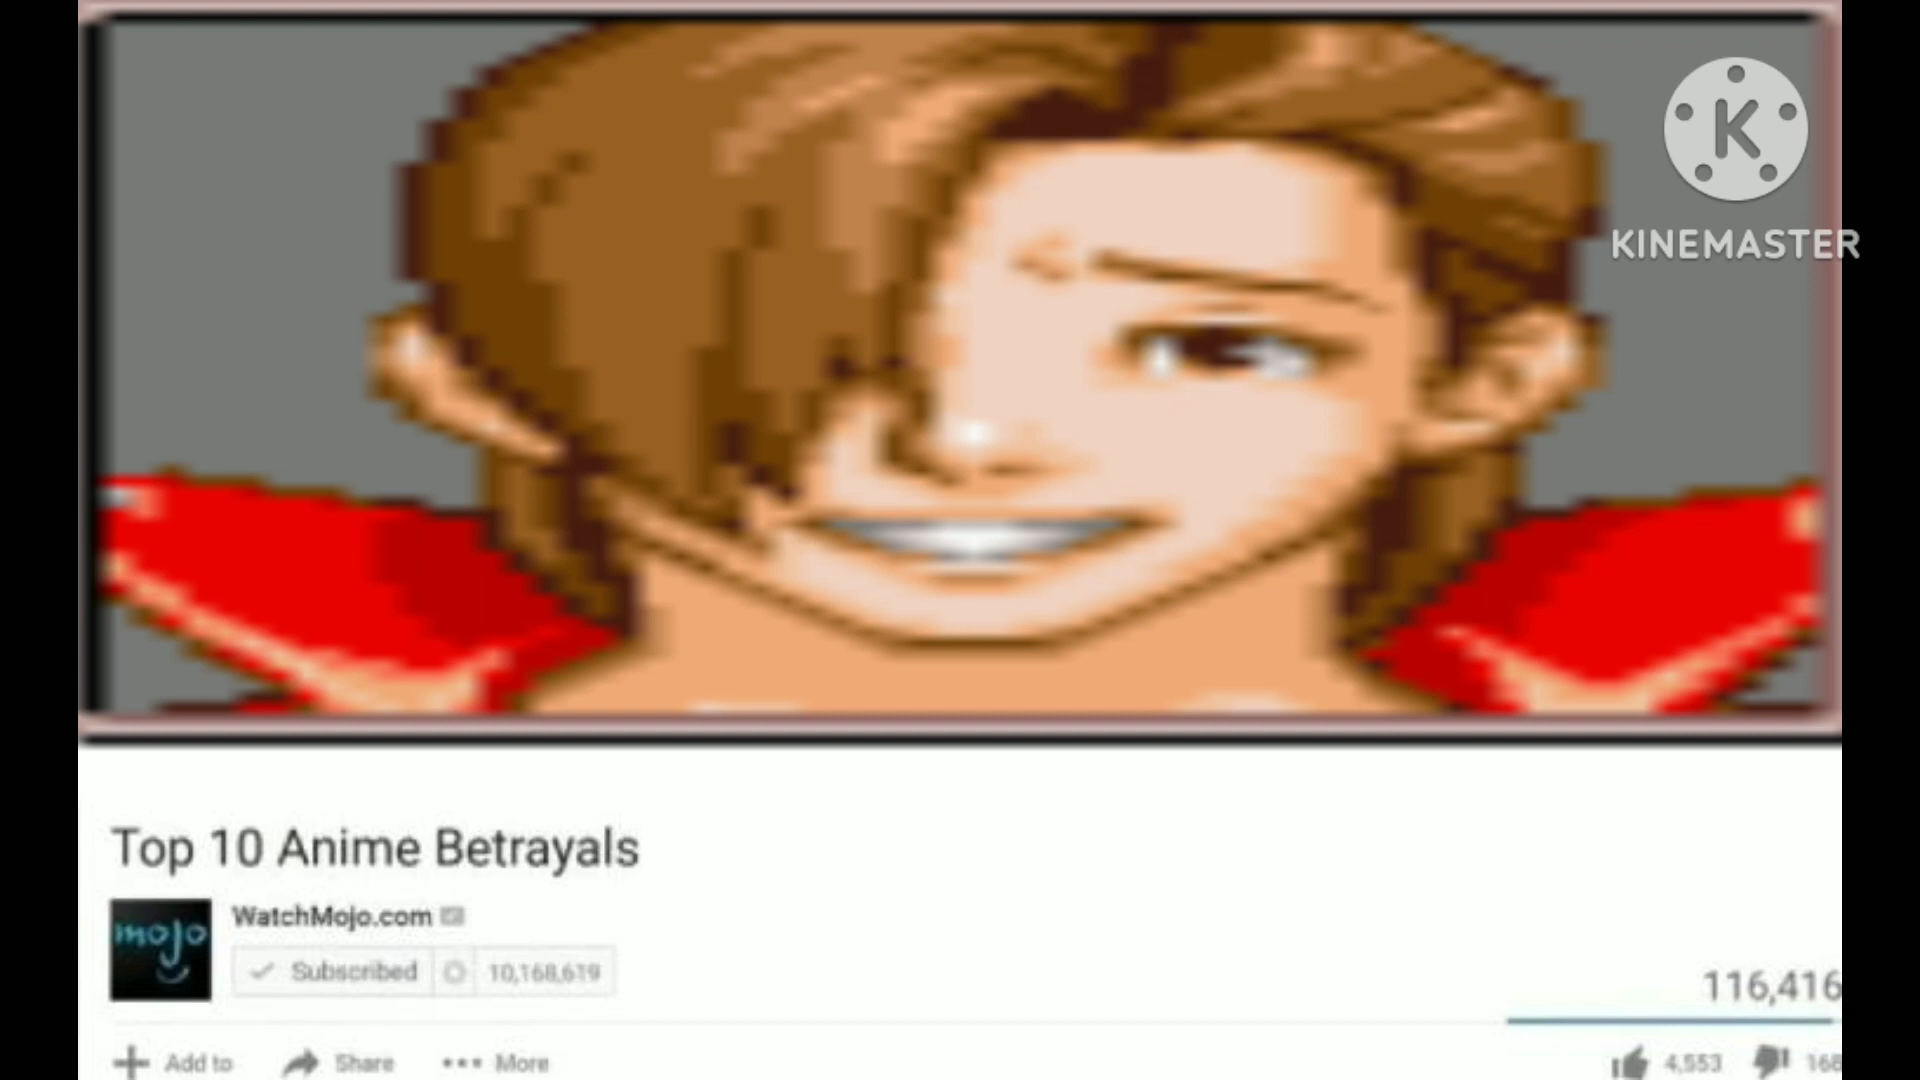 K
KINEMASTER
Top 10 Anime Betrayals
mojo
WatchMojo.com
Subscribed
10,168,619
116,416
Add to
Share
More
4,553
168